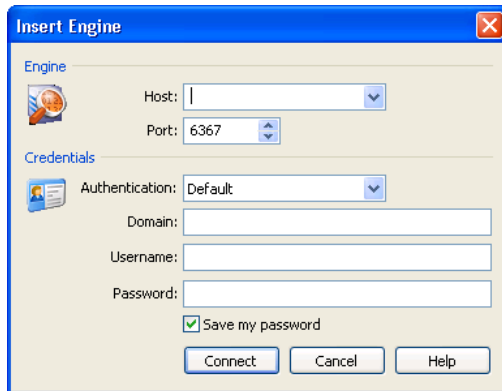 Insert Engine
Engine
Host:
Port: 6367
Credentials
Authentication: Default
Domain:
Username:
Password:
Save my password
Connect Cancel Help